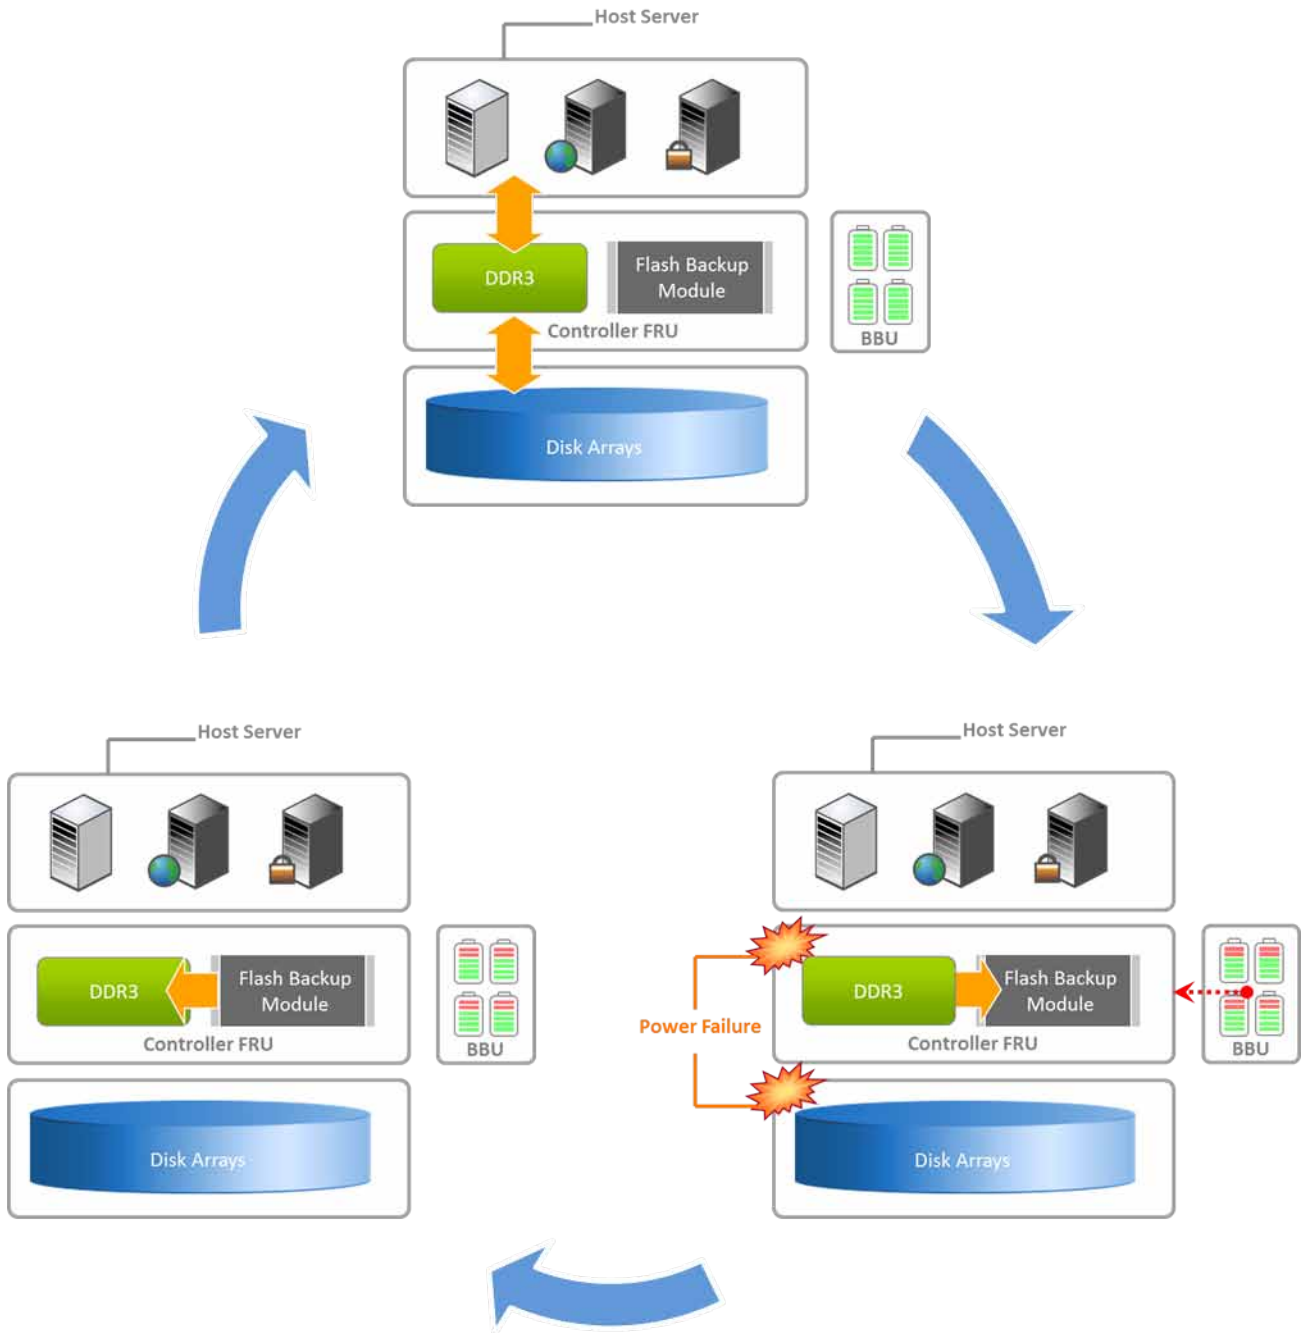 Host Server
DDR3
Flash Backup
Module
Controller FRU
BBU
Disk Arrays
Host Server
DDR3
Flash Backup
Module
Controller FRU
BBU
Disk Arrays
Host Server
Power Failure
DDR3
Flash Backup
Module
Controller FRU
BBU
Disk Arrays